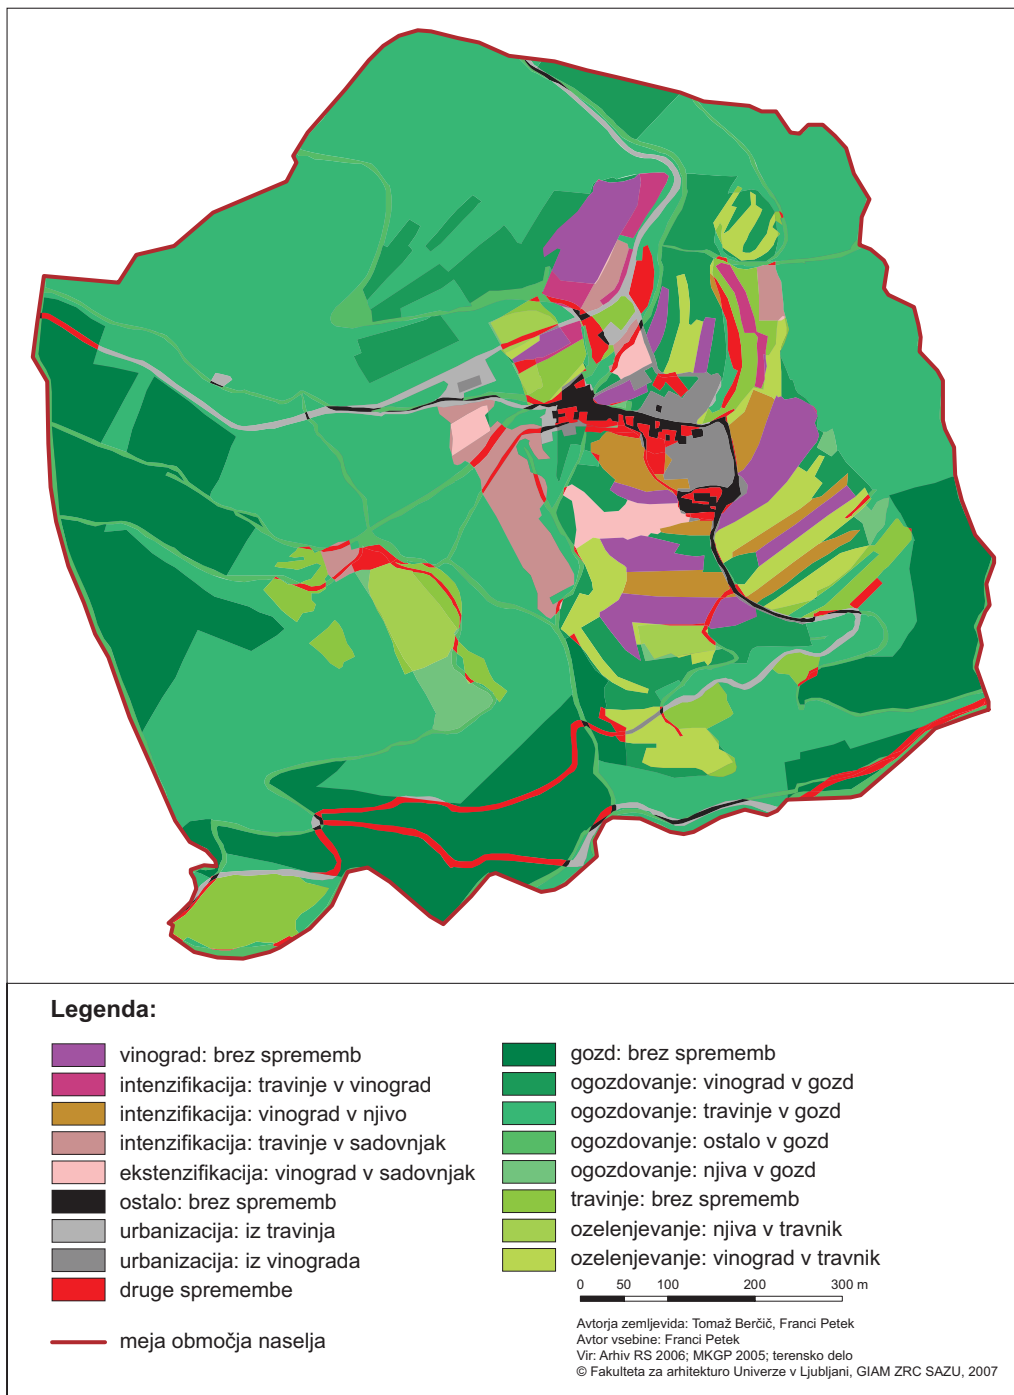 Legenda:
vinograd: brez sprememb
intenzifikacija: travinje v vinograd
intenzifikacija: vinograd v njivo
intenzifikacija: travinje v sadovnjak
ekstenzifikacija: vinograd v sadovnjak
ostalo: brez sprememb
urbanizacija: iz travinja
urbanizacija: iz vinograda
druge spremembe
meja območja naselja
gozd: brez sprememb
ogozdovanje: vinograd v gozd
ogozdovanje: travinje v gozd
ogozdovanje: ostalo v gozd
ogozdovanje: njiva v gozd
travinje: brez sprememb
ozelenjevanje: njiva v travnik
ozelenjevanje: vinograd v travnik
0 50 100 200 300 m
Avtorja zemljevida: Tomaž Berčič, Franci Petek
Avtor vsebine: Franci Petek
Vir: Arhiv RS 2006; MKGP 2005; terensko delo
© Fakulteta za arhitekturo Univerze v Ljubljani, GIAM ZRC SAZU, 2007